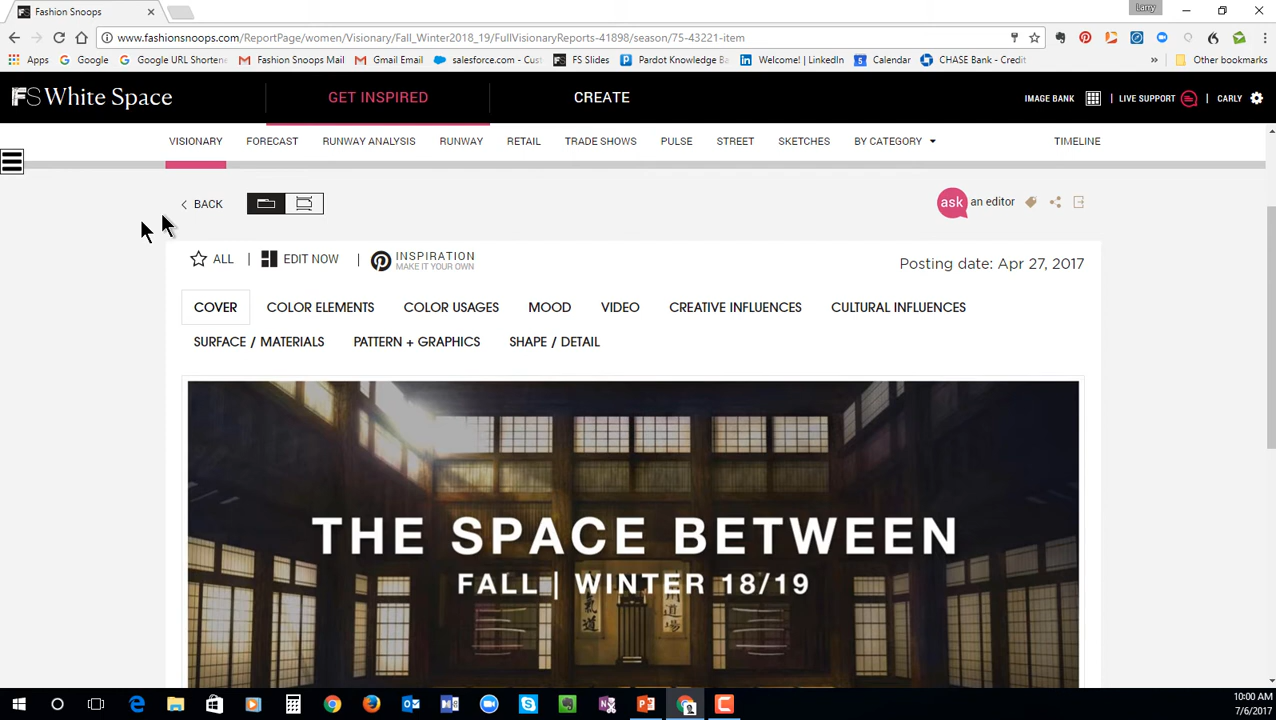 Fashion Snoops
Larry
www.fashionsnoops.com/ReportPage/women/Visionary/Fall_Winter2018_19/FullVisionaryReports-41898/season/75-43221-item
Apps Google Google URL Shortene Fashion Snoops Mail Gmail Email salesforce.com - Cust FS Slides Pardot Knowledge Ba Welcome! | LinkedIn Calendar CHASE Bank - Credit » Other bookmarks
FS White Space GET INSPIRED CREATE IMAGE BANK | LIVE SUPPORT | CARLY
VISIONARY FORECAST RUNWAY ANALYSIS RUNWAY RETAIL TRADE SHOWS PULSE STREET SKETCHES BY CATEGORY TIMELINE
BACK ask an editor
ALL | EDIT NOW | INSPIRATION
MAKE IT YOUR OWN
Posting date: Apr 27, 2017
COVER COLOR ELEMENTS COLOR USAGES MOOD VIDEO CREATIVE INFLUENCES CULTURAL INFLUENCES
SURFACE / MATERIALS PATTERN + GRAPHICS SHAPE / DETAIL
THE SPACE BETWEEN
FALL | WINTER 18/19
10:00 AM
7/6/2017